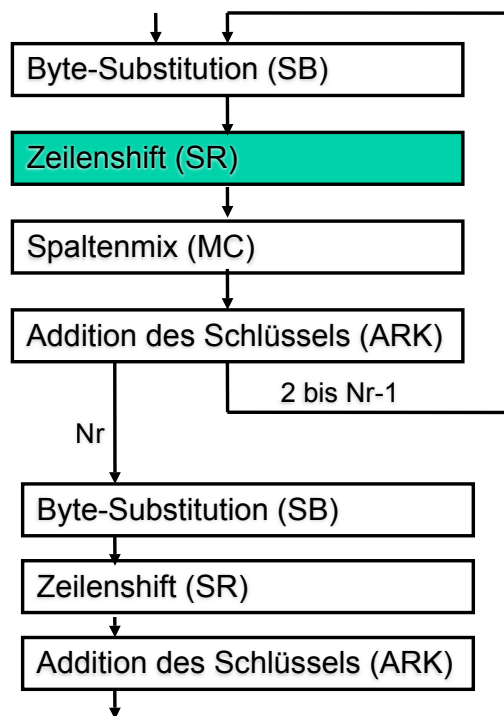 Byte-Substitution (SB)
Zeilenshift (SR)
Spaltenmix (MC)
Addition des Schlüssels (ARK)
2 bis Nr-1
Nr
Byte-Substitution (SB)
Zeilenshift (SR)
Addition des Schlüssels (ARK)